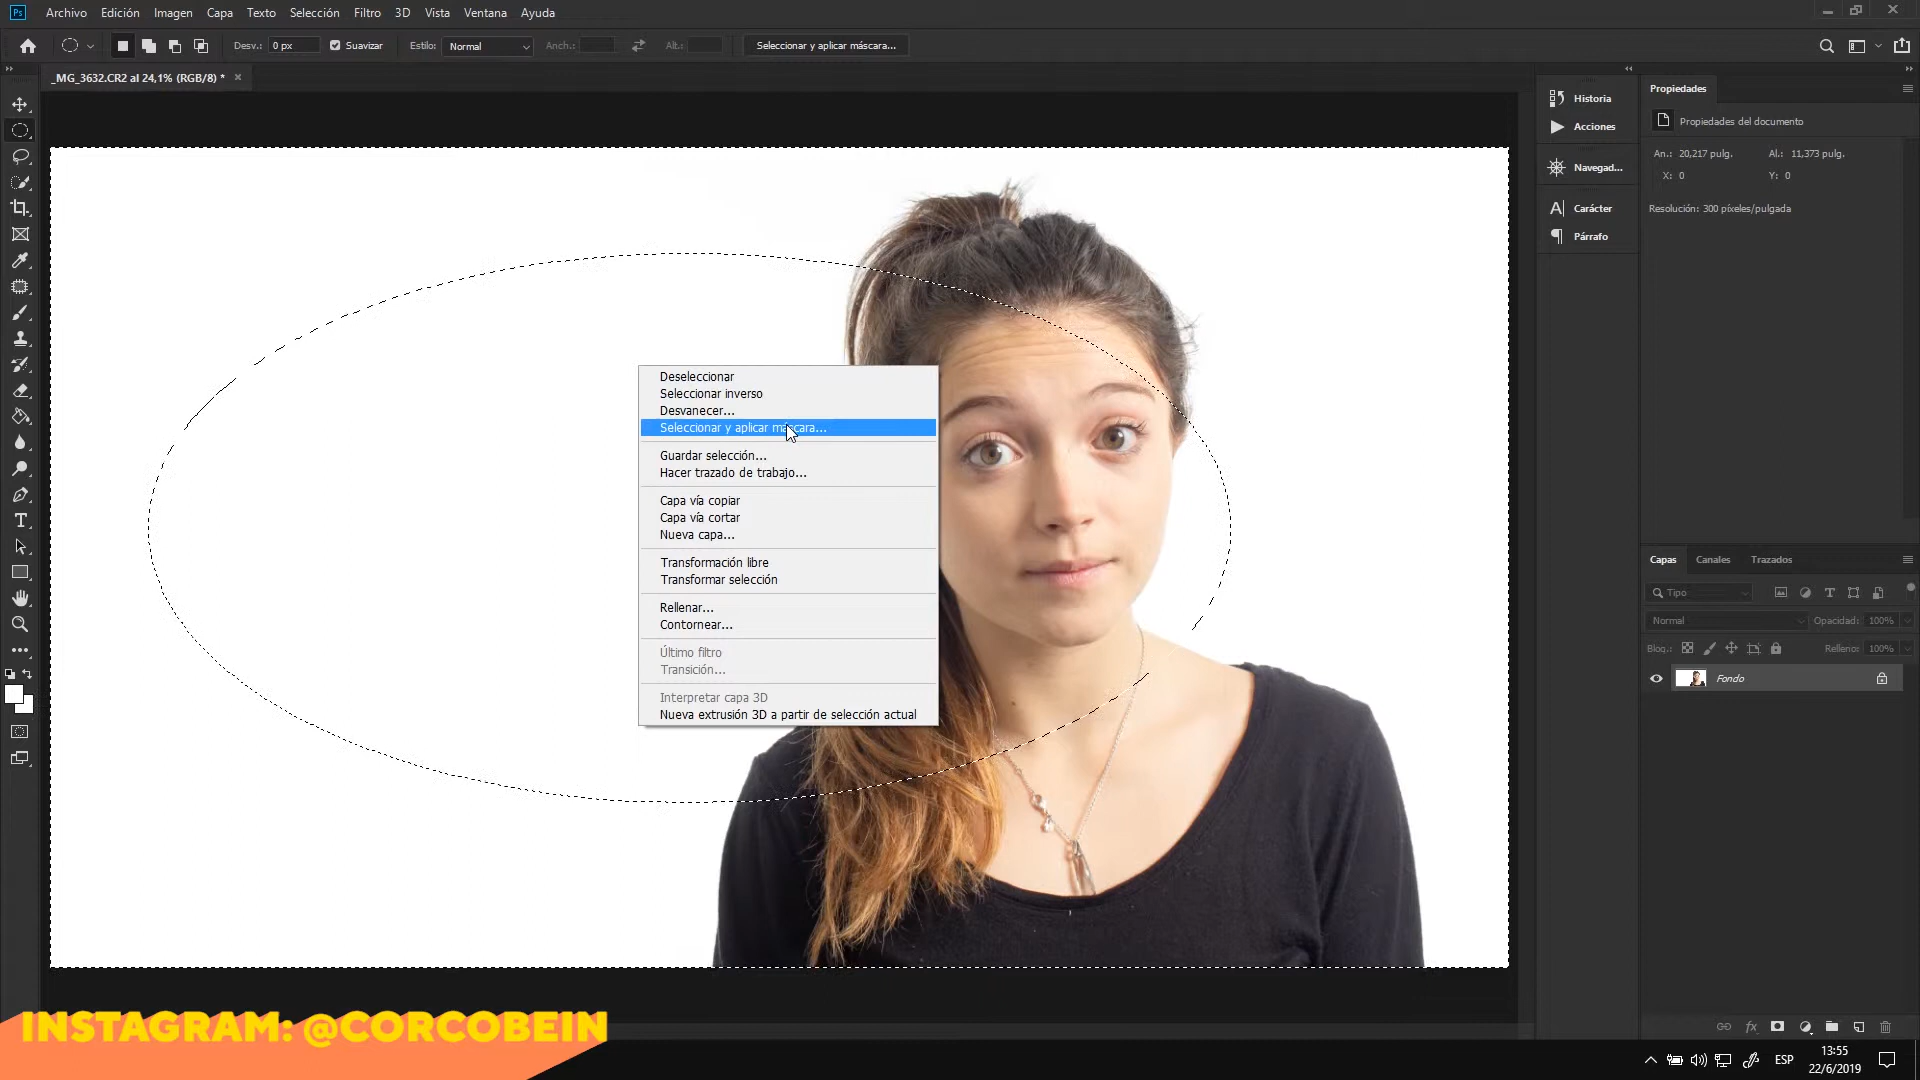 Ps Archivo Edición Imagen Capa Texto Selección Filtro 3D Vista Ventana Ayuda
Desv.: 0 px Suavizar Estilo: Normal Anch.: Alt.: Seleccionar y aplicar máscara...
_MG_3632.CR2 al 24,1% (RGB/8) *
Historia
Acciones
Navegad...
Carácter
Párrafo
Propiedades
Propiedades del documento
An.: 20,217 pulg. Al.: 11,373 pulg.
X: 0 Y: 0
Resolución: 300 píxeles/pulgada
Deseleccionar
Seleccionar inverso
Desvanecer...
Seleccionar y aplicar máscara...
Guardar selección...
Hacer trazado de trabajo...
Capa vía copiar
Capa vía cortar
Nueva capa...
Transformación libre
Transformar selección
Rellenar...
Contornear...
Último filtro
Transición...
Interpretar capa 3D
Nueva extrusión 3D a partir de selección actual
Capas Canales Trazados
Tipo
Normal Opacidad: 100%
Bloq.: Relleno: 100%
Fondo
INSTAGRAM: @CORCOBEIN
ESP 13:55
22/6/2019